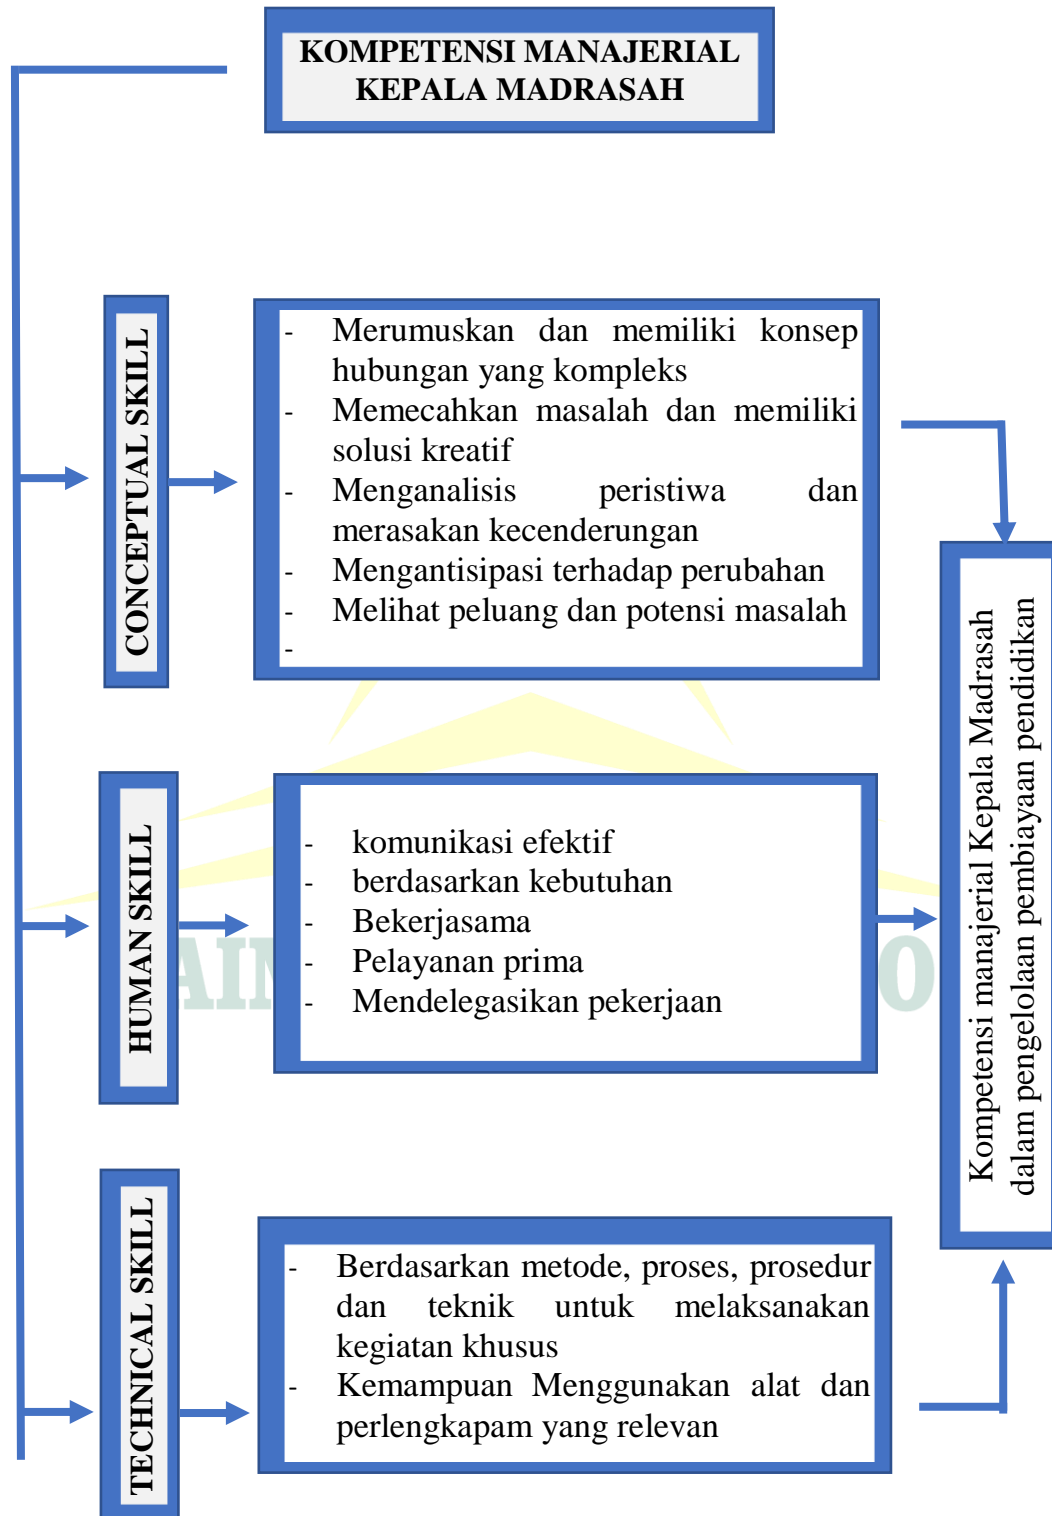 KOMPETENSI MANAJERIAL
KEPALA MADRASAH
CONCEPTUAL SKILL
- Merumuskan dan memiliki konsep
hubungan yang kompleks
- Memecahkan masalah dan memiliki
solusi kreatif
- Menganalisis peristiwa dan
merasakan kecenderungan
- Mengantisipasi terhadap perubahan
- Melihat peluang dan potensi masalah
-
HUMAN SKILL
- komunikasi efektif
- berdasarkan kebutuhan
- Bekerjasama
- Pelayanan prima
- Mendelegasikan pekerjaan
TECHNICAL SKILL
- Berdasarkan metode, proses, prosedur
dan teknik untuk melaksanakan
kegiatan khusus
- Kemampuan Menggunakan alat dan
perlengkapam yang relevan
Kompetensi manajerial Kepala Madrasah
dalam pengelolaan pembiayaan pendidikan